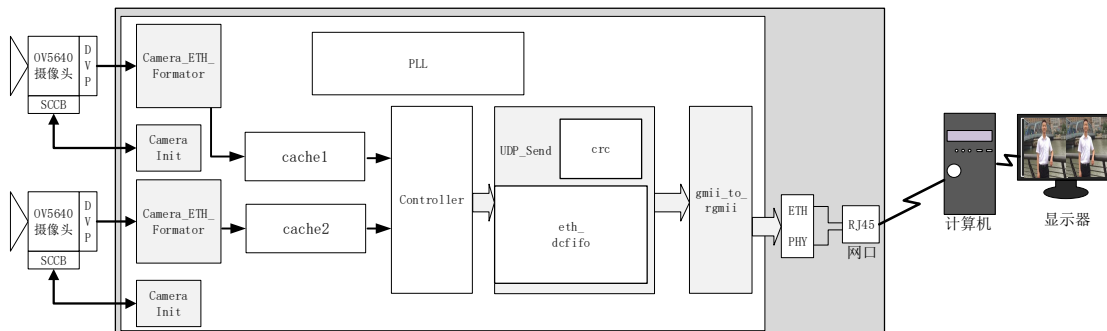 OV5640
摄像头
D
V
P
SCCB
Camera_ETH_
Formator
Camera
Init
PLL
cache1
OV5640
摄像头
D
V
P
SCCB
Camera_ETH_
Formator
Camera
Init
cache2
Controller
UDP_Send
crc
eth_
dcfifo
gmii_to_
rgmii
ETH
PHY
RJ45
网口
计算机
显示器